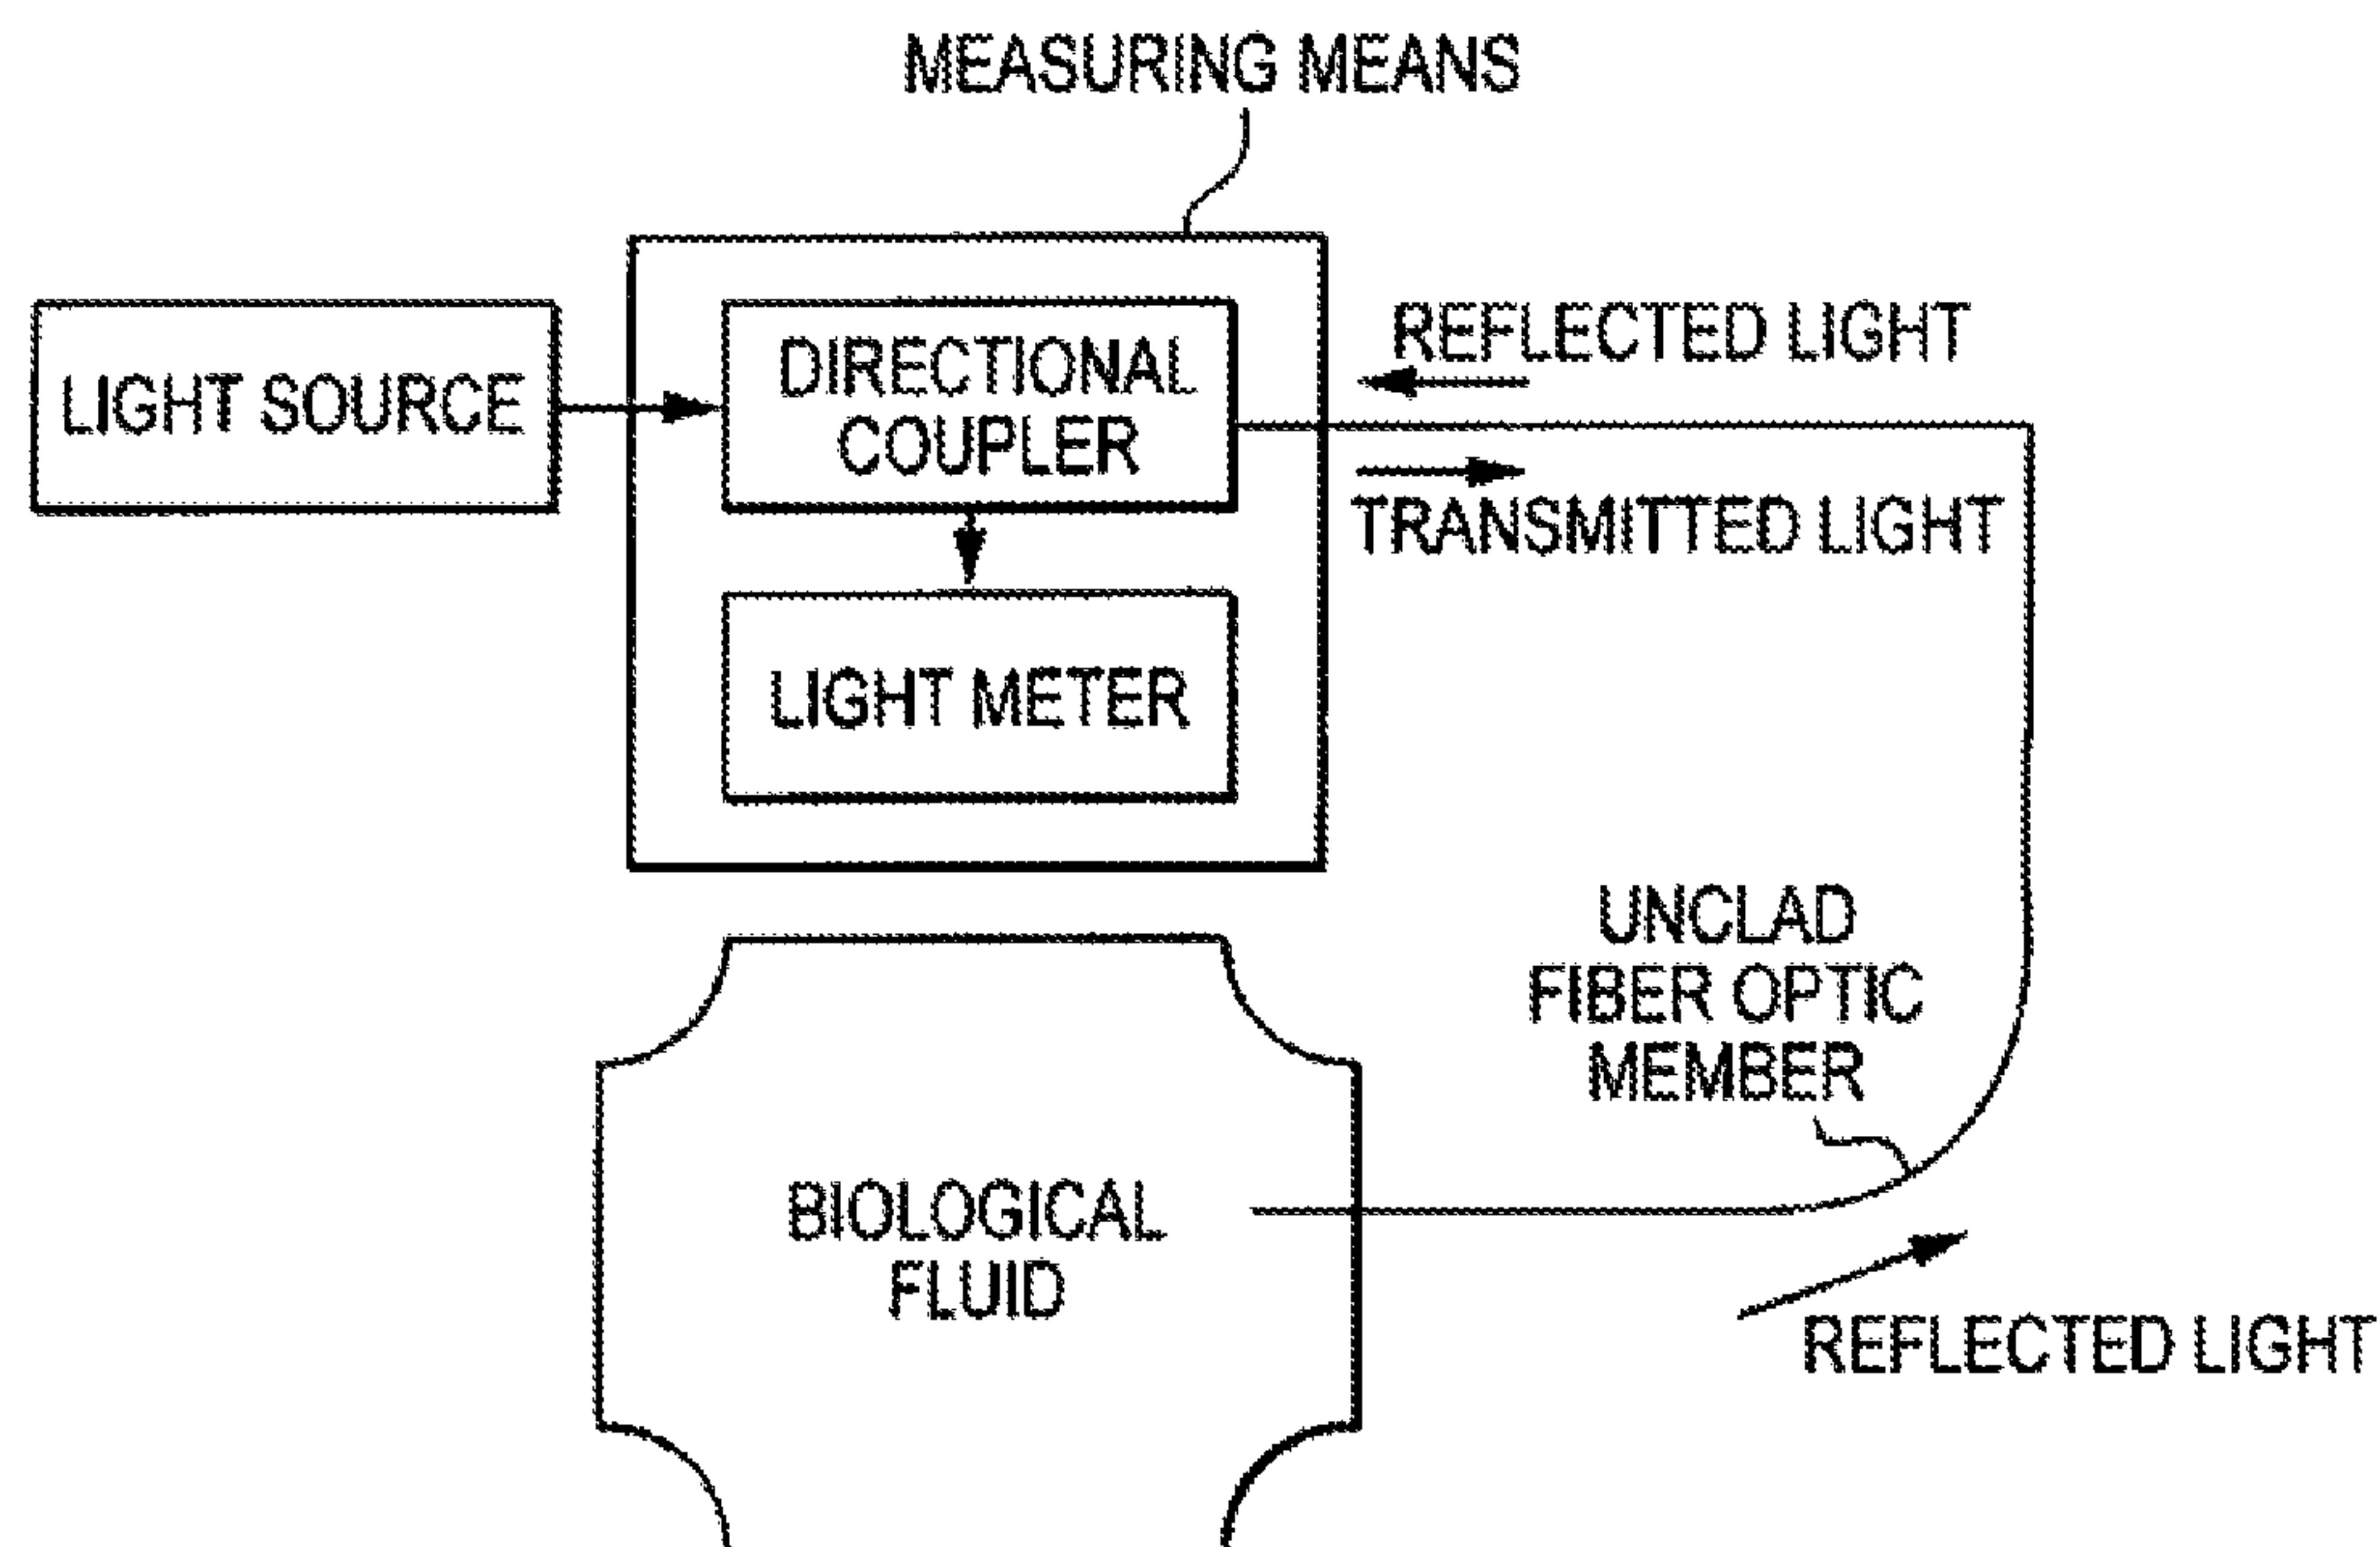 MEASURING MEANS
LIGHT SOURCE
DIRECTIONAL
COUPLER
REFLECTED LIGHT
TRANSMITTED LIGHT
LIGHT METER
UNCLAD
FIBER OPTIC
MEMBER
BIOLOGICAL
FLUID
REFLECTED LIGHT